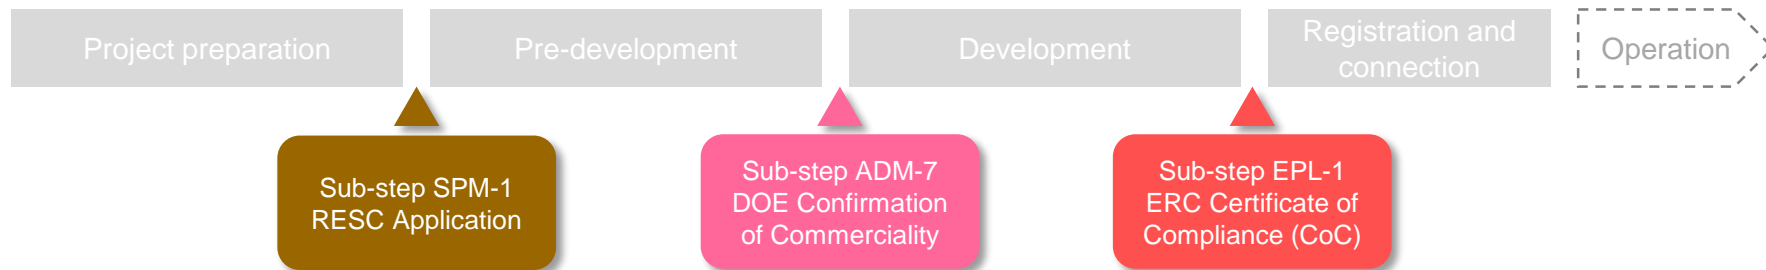 Project preparation
Pre-development
Development
Registration and
connection
Operation
Sub-step SPM-1
RESC Application
Sub-step ADM-7
DOE Confirmation
of Commerciality
Sub-step EPL-1
ERC Certificate of
Compliance (CoC)